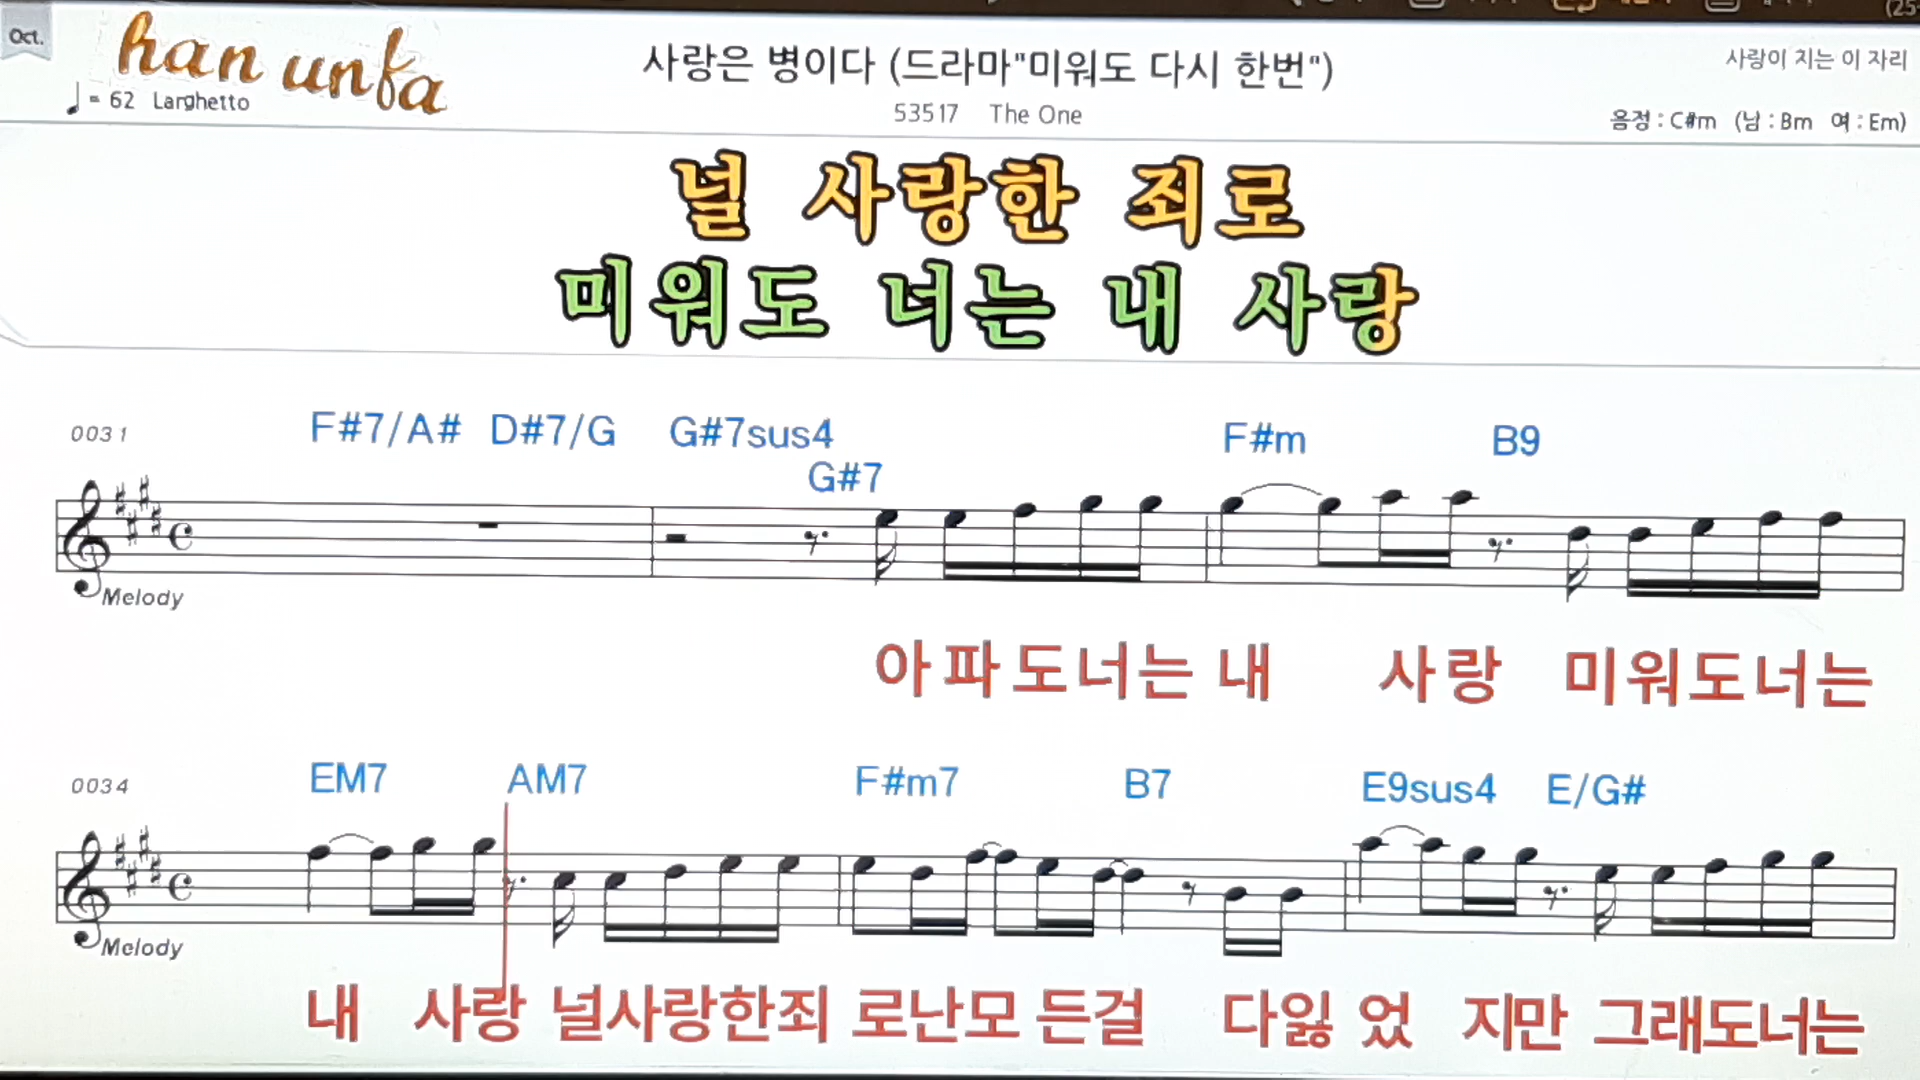 Oct.
han unfa
사랑은 병이다 (드라마"미워도 다시 한번")
사랑이 치는 이 자리
= 62 Larghetto
53517 The One
음정 : C#m (남 : Bm 여 : Em)
널 사랑한 죄로
미워도 너는 내 사랑
0031 F#7/A# D#7/G G#7sus4 F#m B9
G#7
Melody
아파도너는 내 사랑 미워도너는
0034 EM7 AM7 F#m7 B7 E9sus4 E/G#
Melody
내 사랑 널사랑한죄 로난모 든걸 다잃 었 지만 그래도너는